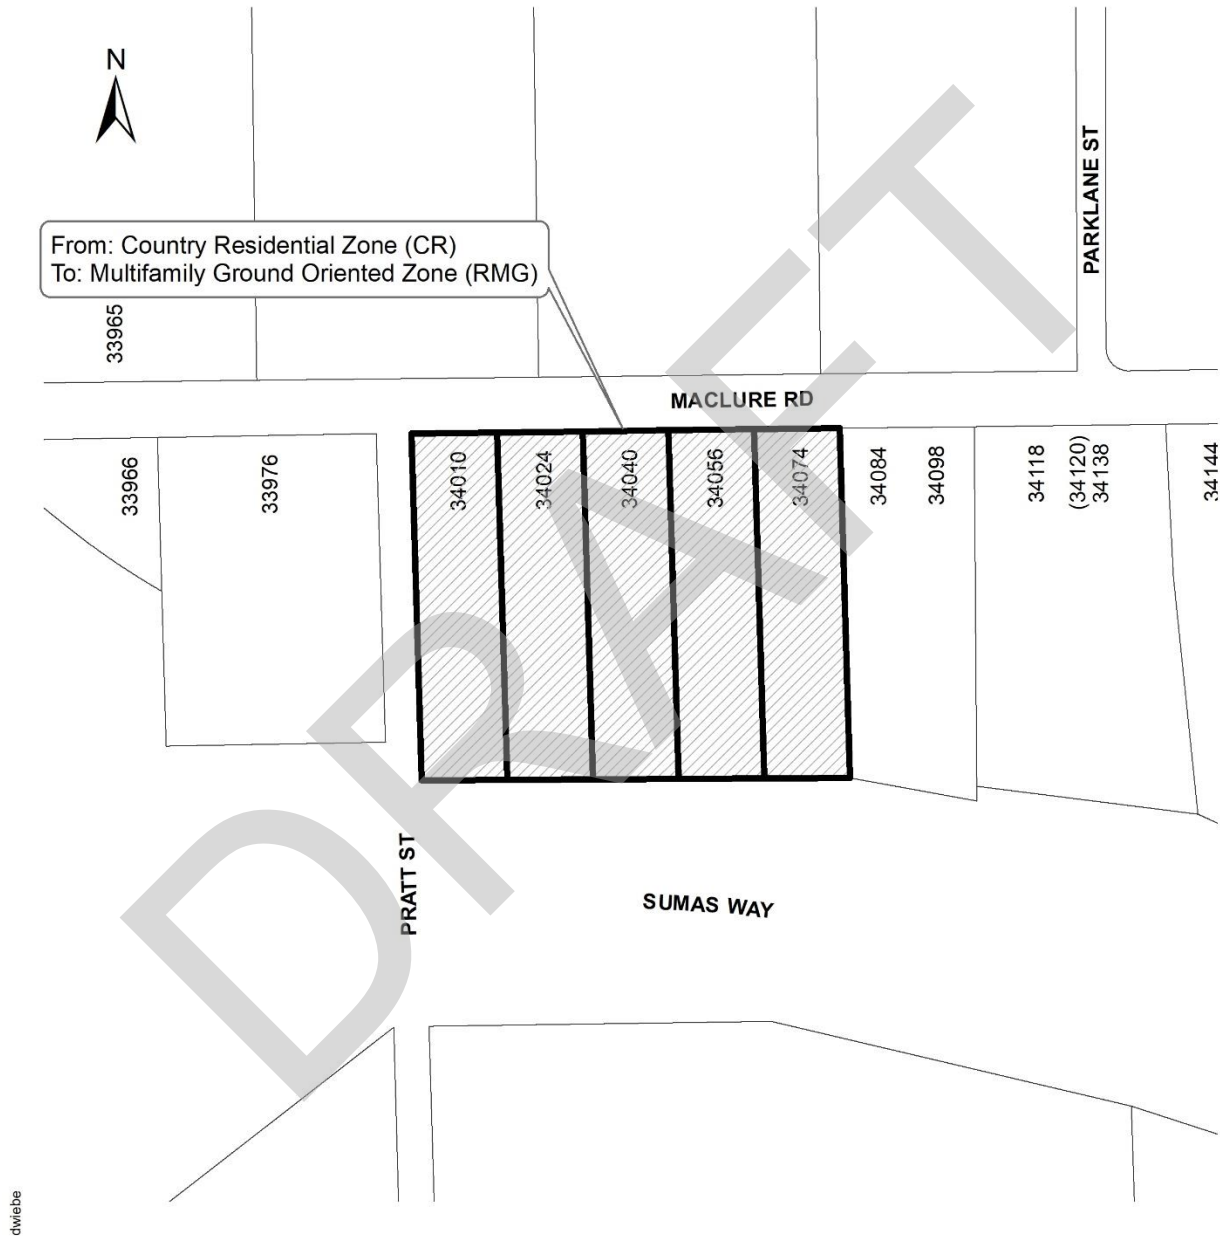 N
PARKLANE ST
From: Country Residential Zone (CR)
To: Multifamily Ground Oriented Zone (RMG)
33965
MACLURE RD
33966
33976
34010
34024
34040
34056
34074
34084
34098
34118
(34120)
34138
34144
DRAFT
PRATT ST
SUMAS WAY
dwiebe